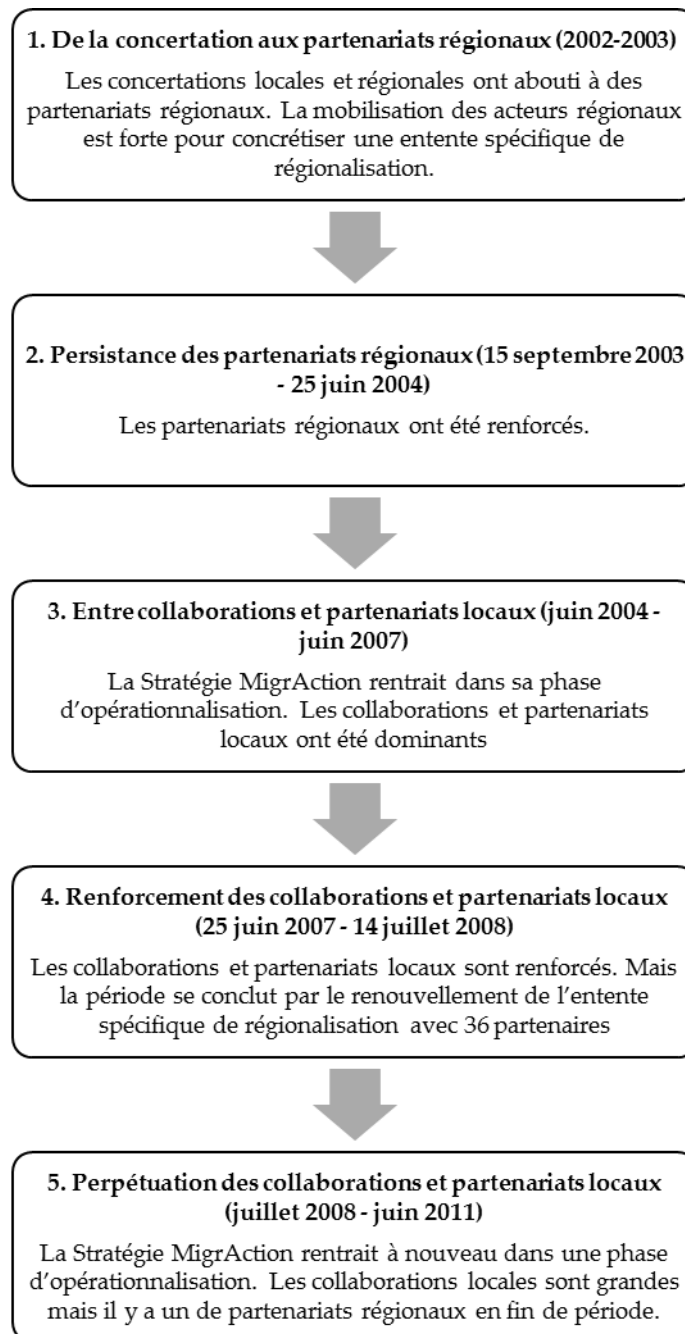 1. De la concertation aux partenariats régionaux (2002-2003)
Les concertations locales et régionales ont abouti à des
partenariats régionaux. La mobilisation des acteurs régionaux
est forte pour concrétiser une entente spécifique de
régionalisation.
2. Persistance des partenariats régionaux (15 septembre 2003
- 25 juin 2004)
Les partenariats régionaux ont été renforcés.
3. Entre collaborations et partenariats locaux (juin 2004 -
juin 2007)
La Stratégie MigrAction rentrait dans sa phase
d’opérationnalisation. Les collaborations et partenariats
locaux ont été dominants
4. Renforcement des collaborations et partenariats locaux
(25 juin 2007 - 14 juillet 2008)
Les collaborations et partenariats locaux sont renforcés. Mais
la période se conclut par le renouvellement de l’entente
spécifique de régionalisation avec 36 partenaires
5. Perpétuation des collaborations et partenariats locaux
(juillet 2008 - juin 2011)
La Stratégie MigrAction rentrait à nouveau dans une phase
d’opérationnalisation. Les collaborations locales sont grandes
mais il y a un de partenariats régionaux en fin de période.